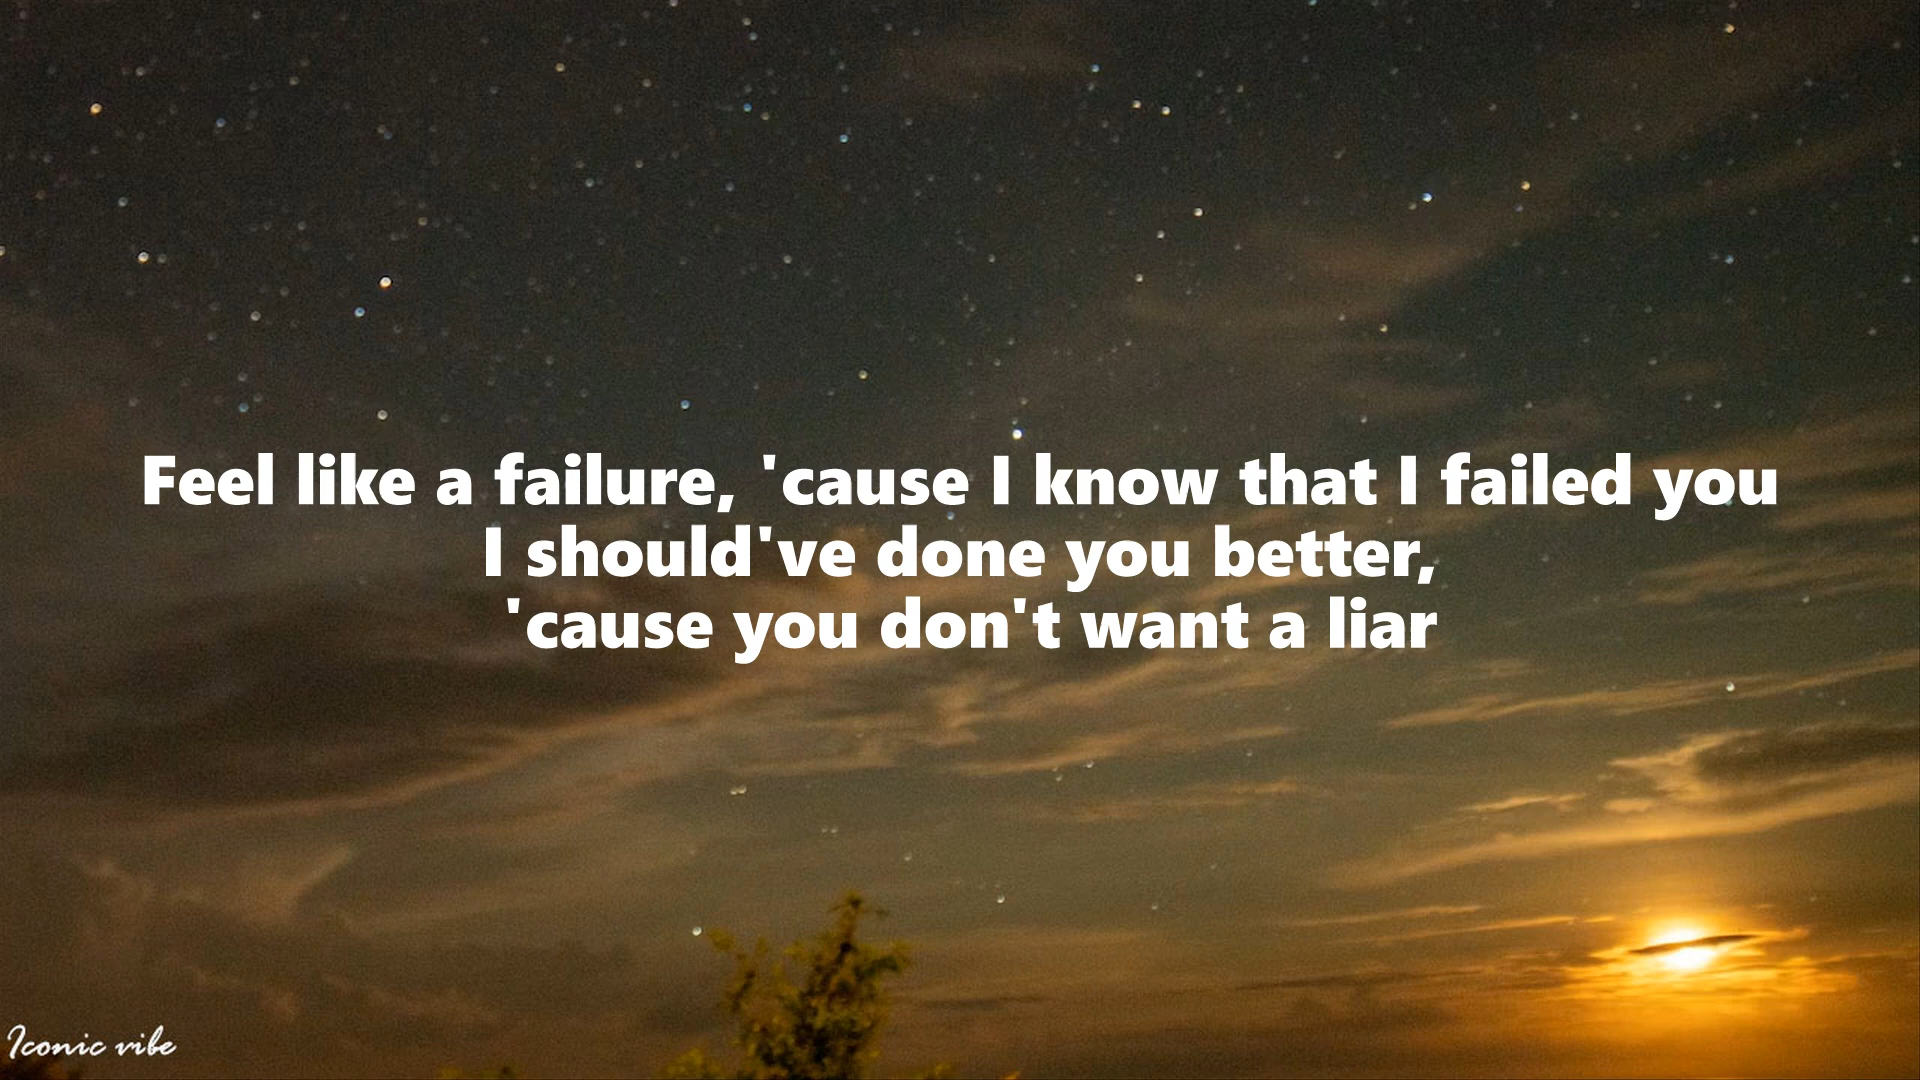 Feel like a failure, 'cause I know that I failed you
I should've done you better,
'cause you don't want a liar
Iconic vibe